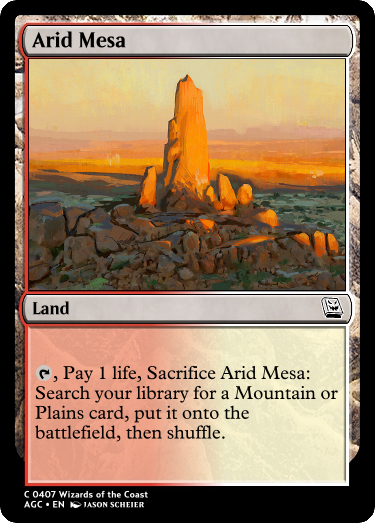 Arid Mesa
Land
, Pay 1 life, Sacrifice Arid Mesa:
Search your library for a Mountain or
Plains card, put it onto the
battlefield, then shuffle.
C 0407 Wizards of the Coast
AGC • EN JASON SCHEIER